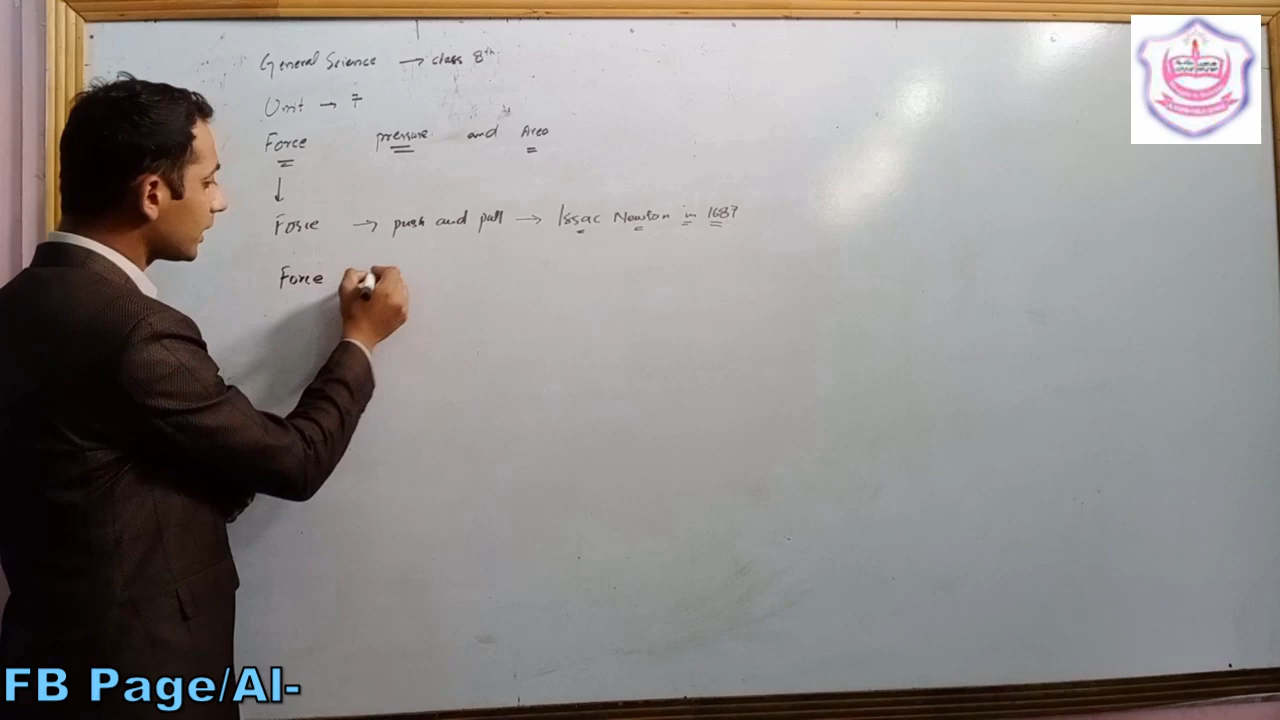 General Science → class 8th
Unit → 7
Force pressure and Area
↓
Force → push and pull → Issac Newton in 1687
Force
FB Page/Al-